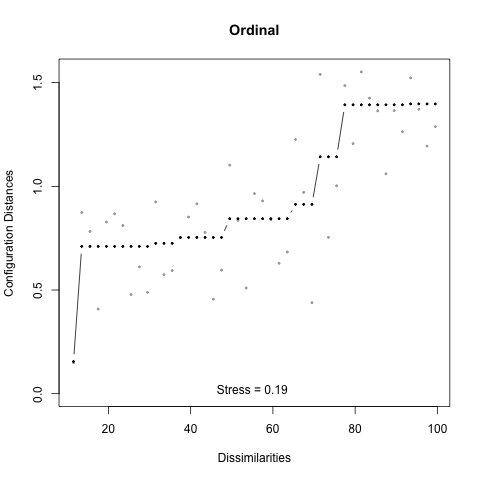 Ordinal
Configuration Distances
1.5
1.0
0.5
0.0
Stress = 0.19
20 40 60 80 100
Dissimilarities